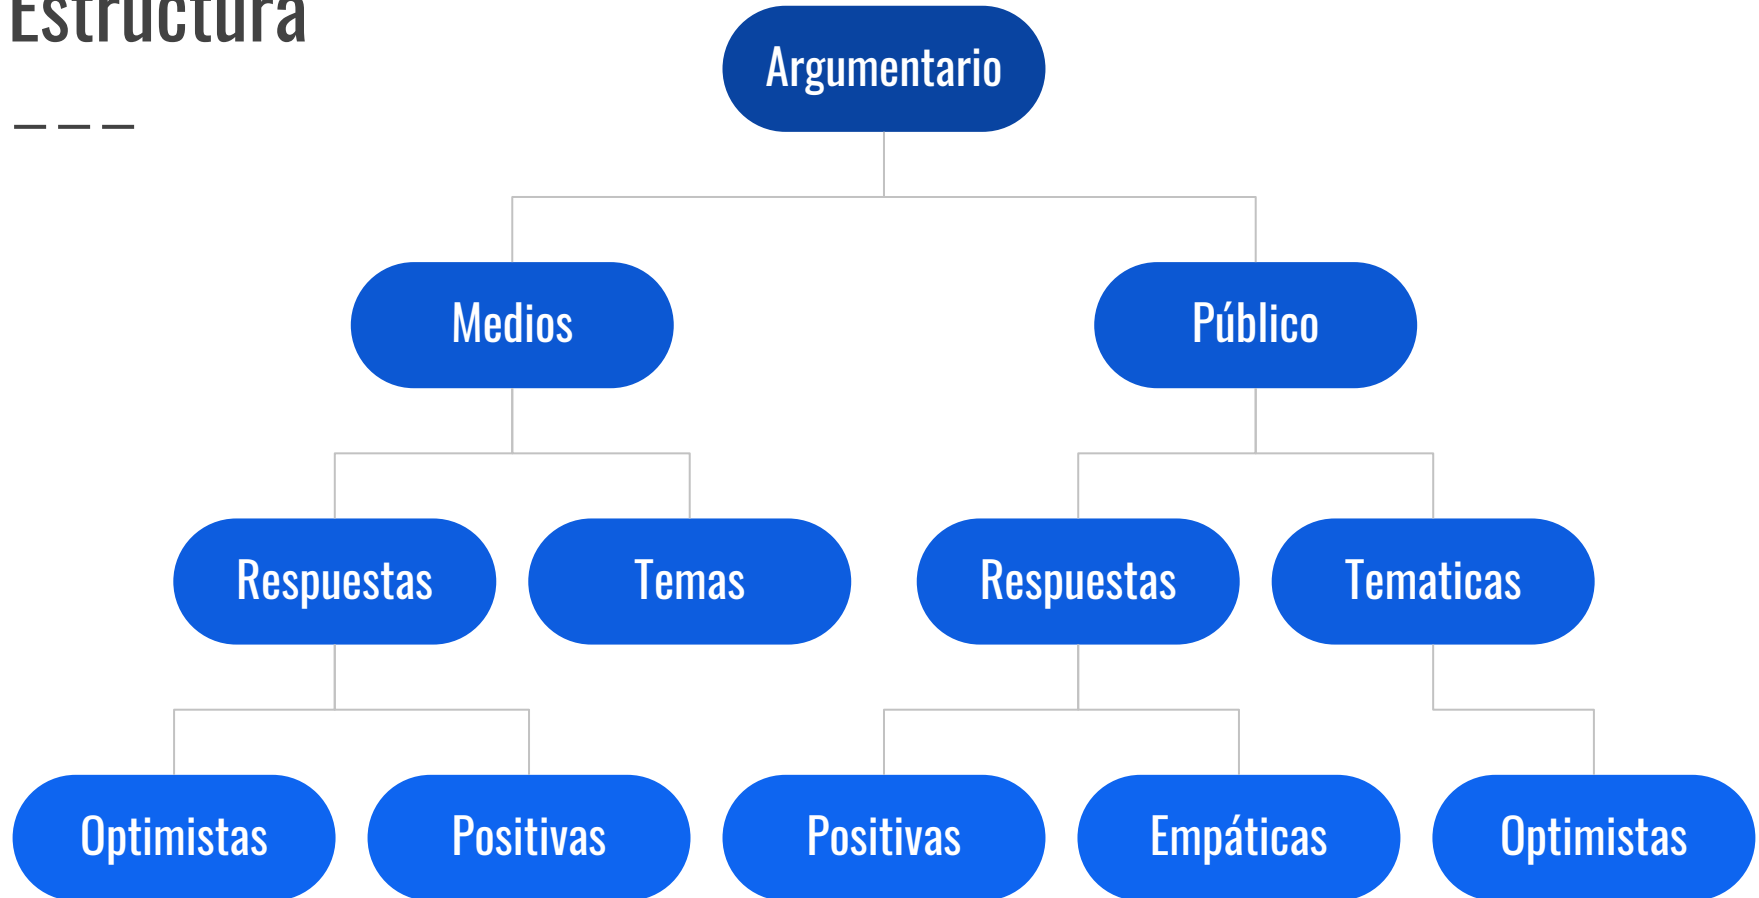 Estructura
Argumentario
Medios
Público
Respuestas
Temas
Respuestas
Tematicas
Optimistas
Positivas
Positivas
Empáticas
Optimistas